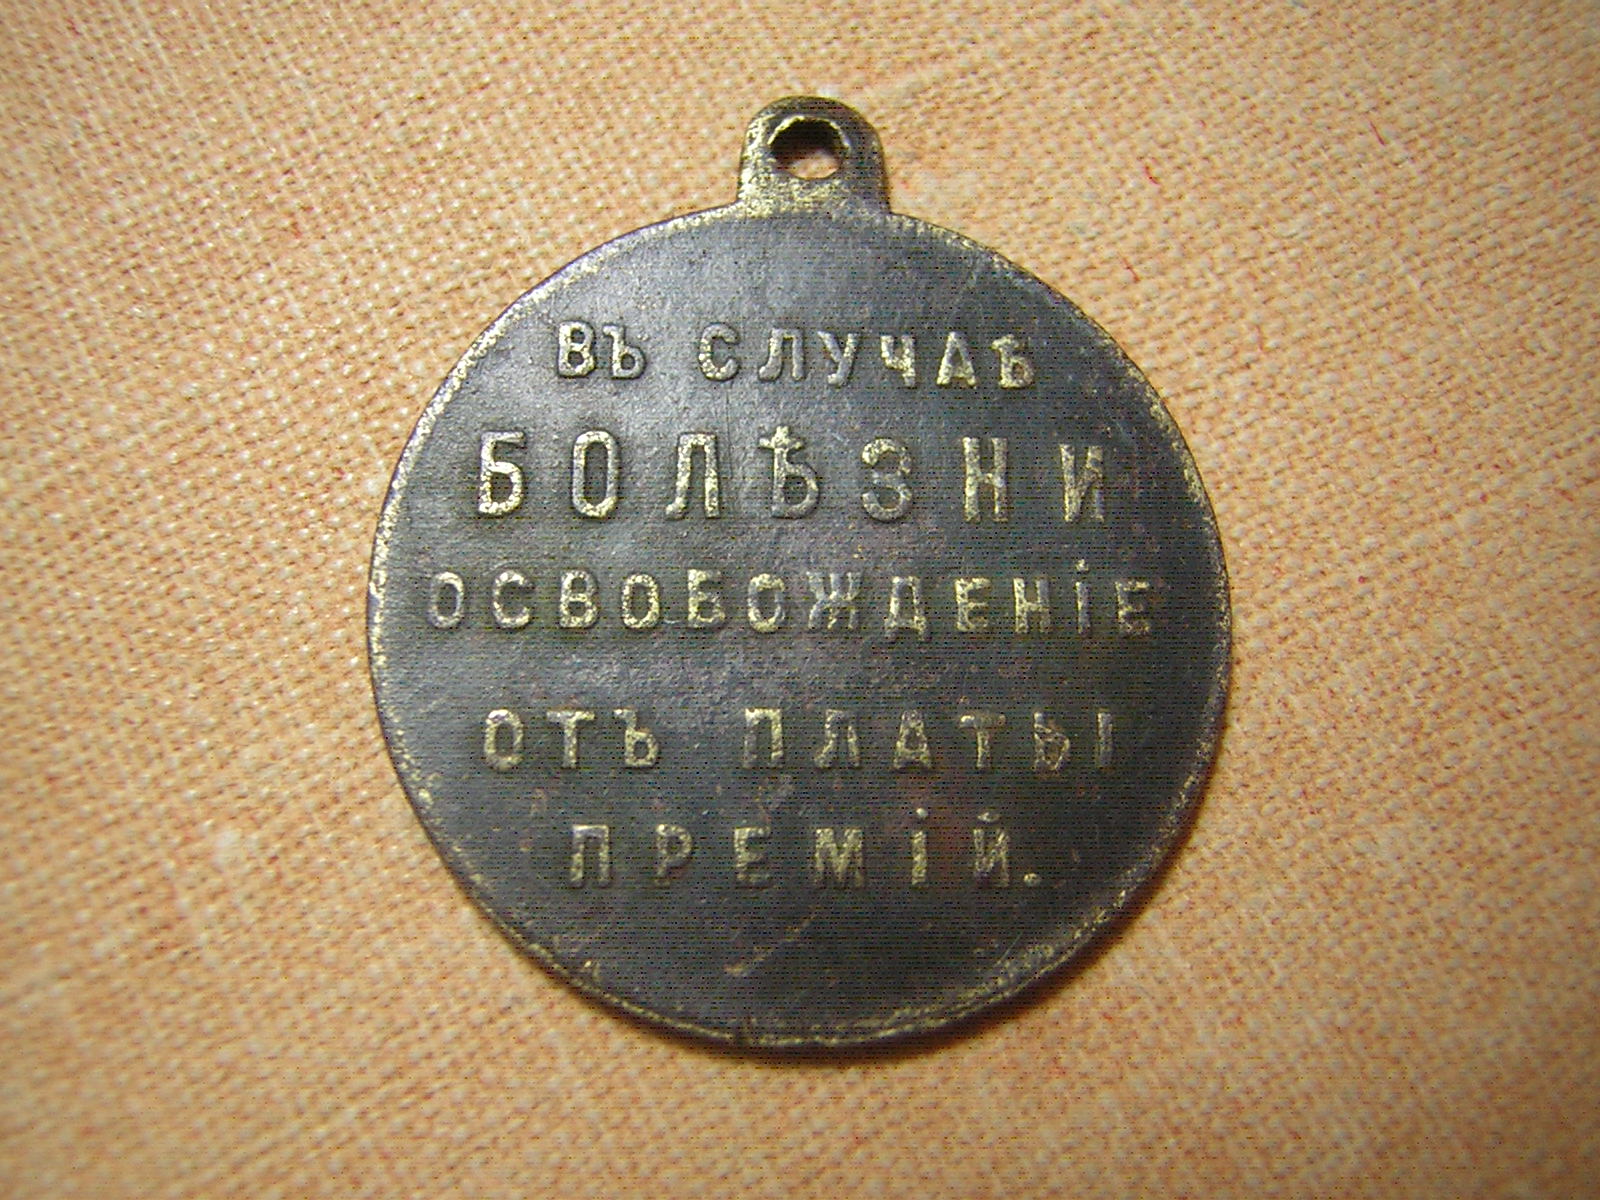 ВЪ СЛУЧАѢ
БОЛѢЗНИ
ОСВОБОЖДЕНІЕ
ОТЪ ПЛАТЫ
ПРЕМІЙ.